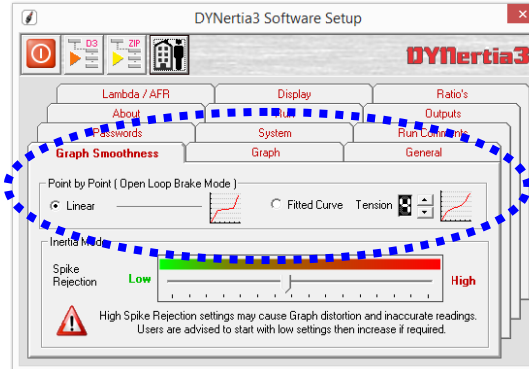 DYNertia3 Software Setup
x
D3
ZIP
DYNertia3
Lambda / AFR
Display
Ratio's
About
Run
Outputs
Passwords
System
Run Comments
Graph Smoothness
Graph
General
Point by Point ( Open Loop Brake Mode )
Linear
Fitted Curve
Tension
Inertia Mode
Spike
Rejection
Low
High
High Spike Rejection settings may cause Graph distortion and inaccurate readings.
Users are advised to start with low settings then increase if required.